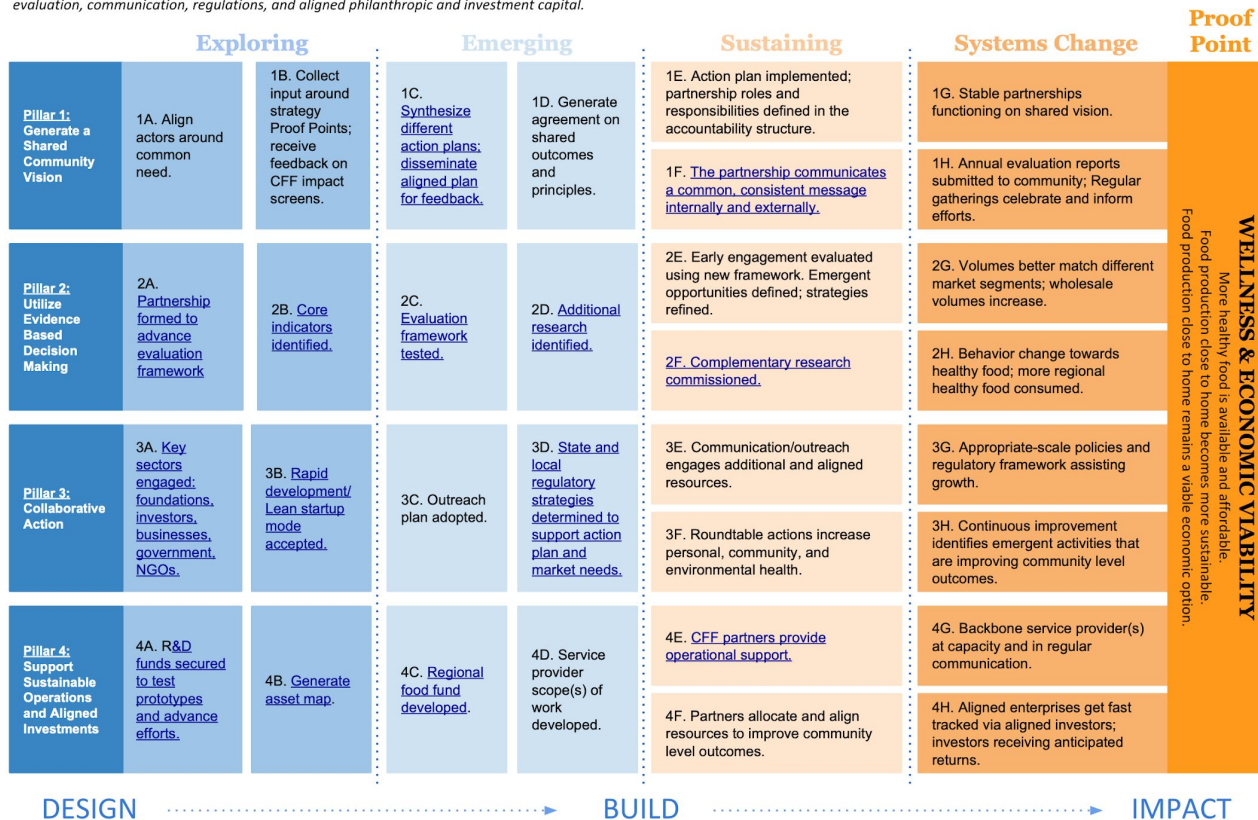 evaluation, communication, regulations, and aligned philanthropic and investment capital.
Exploring
Emerging
Sustaining
Systems Change
Proof
Point
Pillar 1:
Generate a
Shared
Community
Vision
1A. Align
actors around
common
need.
1B. Collect
input around
strategy
Proof Points;
receive
feedback on
CFF impact
screens.
1C.
Synthesize
different
action plans;
disseminate
aligned plan
for feedback.
1D. Generate
agreement on
shared
outcomes
and
principles.
1E. Action plan implemented;
partnership roles and
responsibilities defined in the
accountability structure.
1F. The partnership communicates
a common, consistent message
internally and externally.
1G. Stable partnerships
functioning on shared vision.
1H. Annual evaluation reports
submitted to community; Regular
gatherings celebrate and inform
efforts.
Pillar 2:
Utilize
Evidence
Based
Decision
Making
2A.
Partnership
formed to
advance
evaluation
framework
2B. Core
indicators
identified.
2C.
Evaluation
framework
tested.
2D. Additional
research
identified.
2E. Early engagement evaluated
using new framework. Emergent
opportunities defined; strategies
refined.
2F. Complementary research
commissioned.
2G. Volumes better match different
market segments; wholesale
volumes increase.
2H. Behavior change towards
healthy food; more regional
healthy food consumed.
Pillar 3:
Collaborative
Action
3A. Key
sectors
engaged:
foundations,
investors,
businesses,
government,
NGOs.
3B. Rapid
development/
Lean startup
mode
accepted.
3C. Outreach
plan adopted.
3D. State and
local
regulatory
strategies
determined to
support action
plan and
market needs.
3E. Communication/outreach
engages additional and aligned
resources.
3F. Roundtable actions increase
personal, community, and
environmental health.
3G. Appropriate-scale policies and
regulatory framework assisting
growth.
3H. Continuous improvement
identifies emergent activities that
are improving community level
outcomes.
Pillar 4:
Support
Sustainable
Operations
and Aligned
Investments
4A. R&D
funds secured
to test
prototypes
and advance
efforts.
4B. Generate
asset map.
4C. Regional
food fund
developed.
4D. Service
provider
scope(s) of
work
developed.
4E. CFF partners provide
operational support.
4F. Partners allocate and align
resources to improve community
level outcomes.
4G. Backbone service provider(s)
at capacity and in regular
communication.
4H. Aligned enterprises get fast
tracked via aligned investors;
investors receiving anticipated
returns.
WELLNESS & ECONOMIC VIABILITY
More healthy food is available and affordable.
Food production close to home becomes more sustainable.
Food production close to home remains a viable economic option.
DESIGN
BUILD
IMPACT